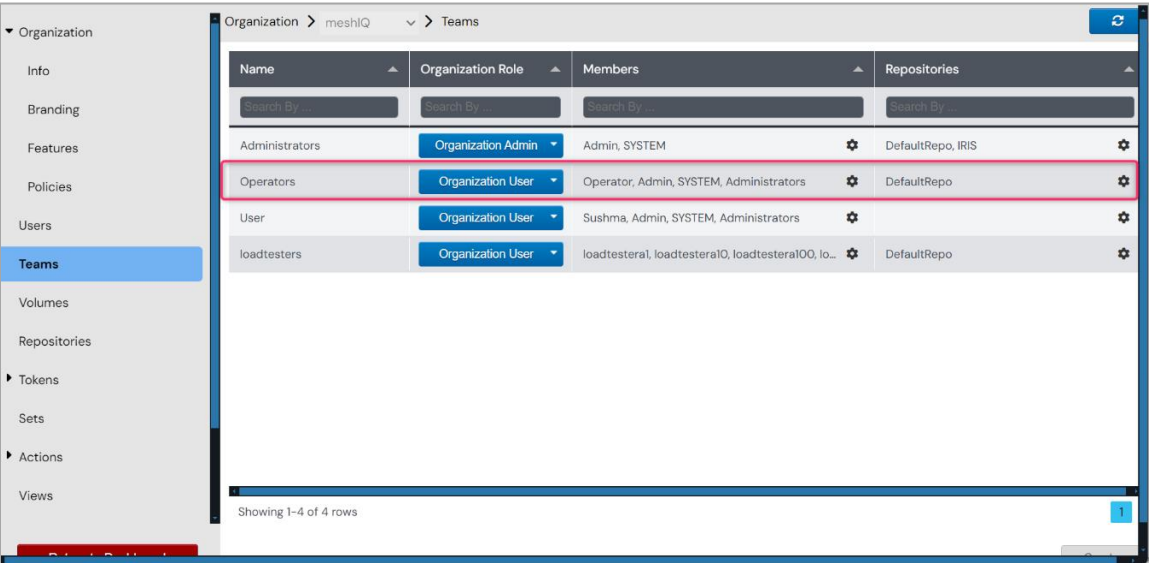 Organization
Info
Branding
Features
Policies
Users
Teams
Volumes
Repositories
Tokens
Sets
Actions
Views
Organization > meshIQ > Teams
Name Organization Role Members Repositories
Search By ... Search By ... Search By ... Search By ...
Administrators Organization Admin Admin, SYSTEM DefaultRepo, IRIS
Operators Organization User Operator, Admin, SYSTEM, Administrators DefaultRepo
User Organization User Sushma, Admin, SYSTEM, Administrators
loadtesters Organization User loadtestera1, loadtestera10, loadtestera100, lo... DefaultRepo
Showing 1-4 of 4 rows
1